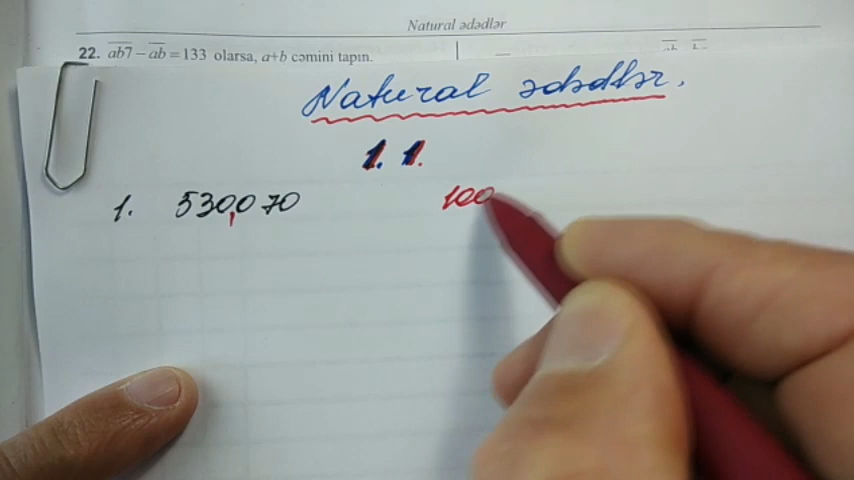 Natural ədədlər
22. ab7 − ab = 133 olarsa, a+b cəmini tapın.
Natural ədədlər.
1.1.
1. 530,070 100